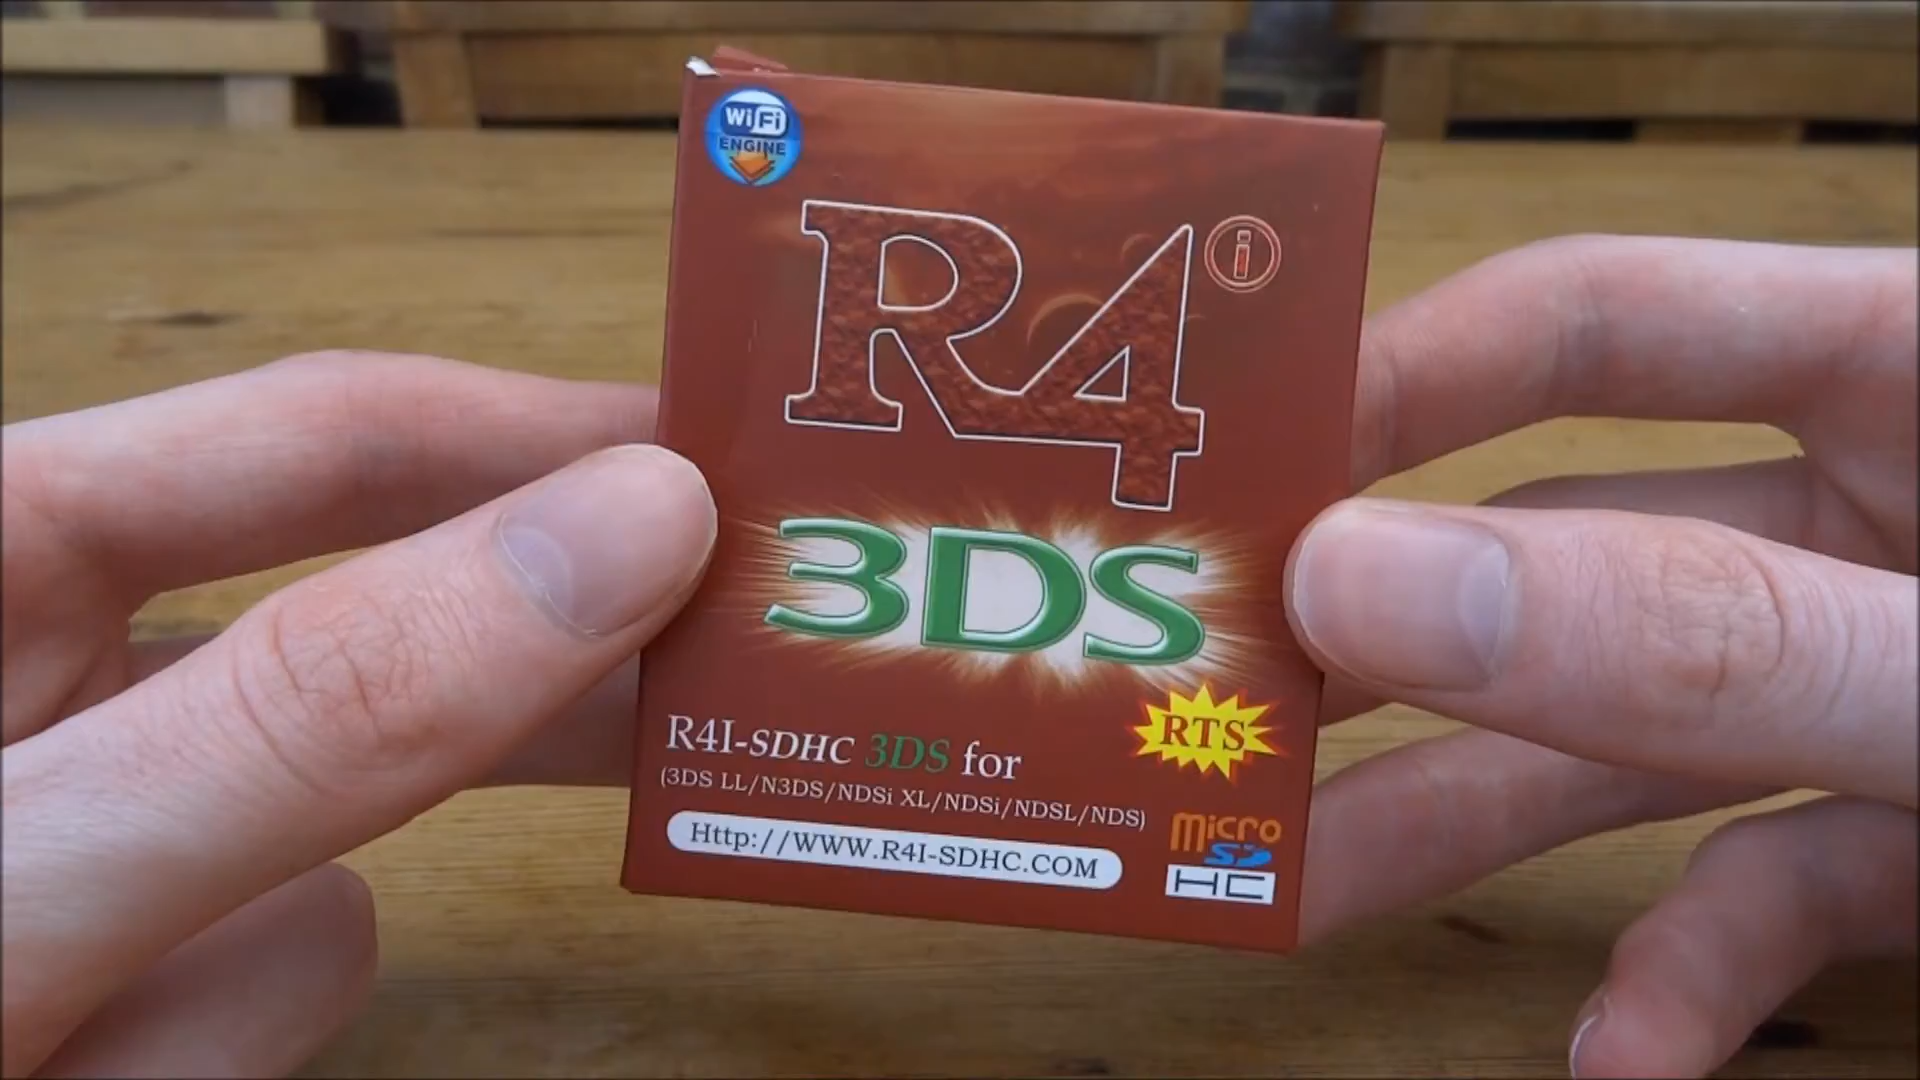 WiFi
ENGINE
R4 i
3DS
RTS
R4I-SDHC 3DS for
(3DS LL/N3DS/NDSi XL/NDSi/NDSL/NDS)
Http://WWW.R4I-SDHC.COM
Micro
SD
HC